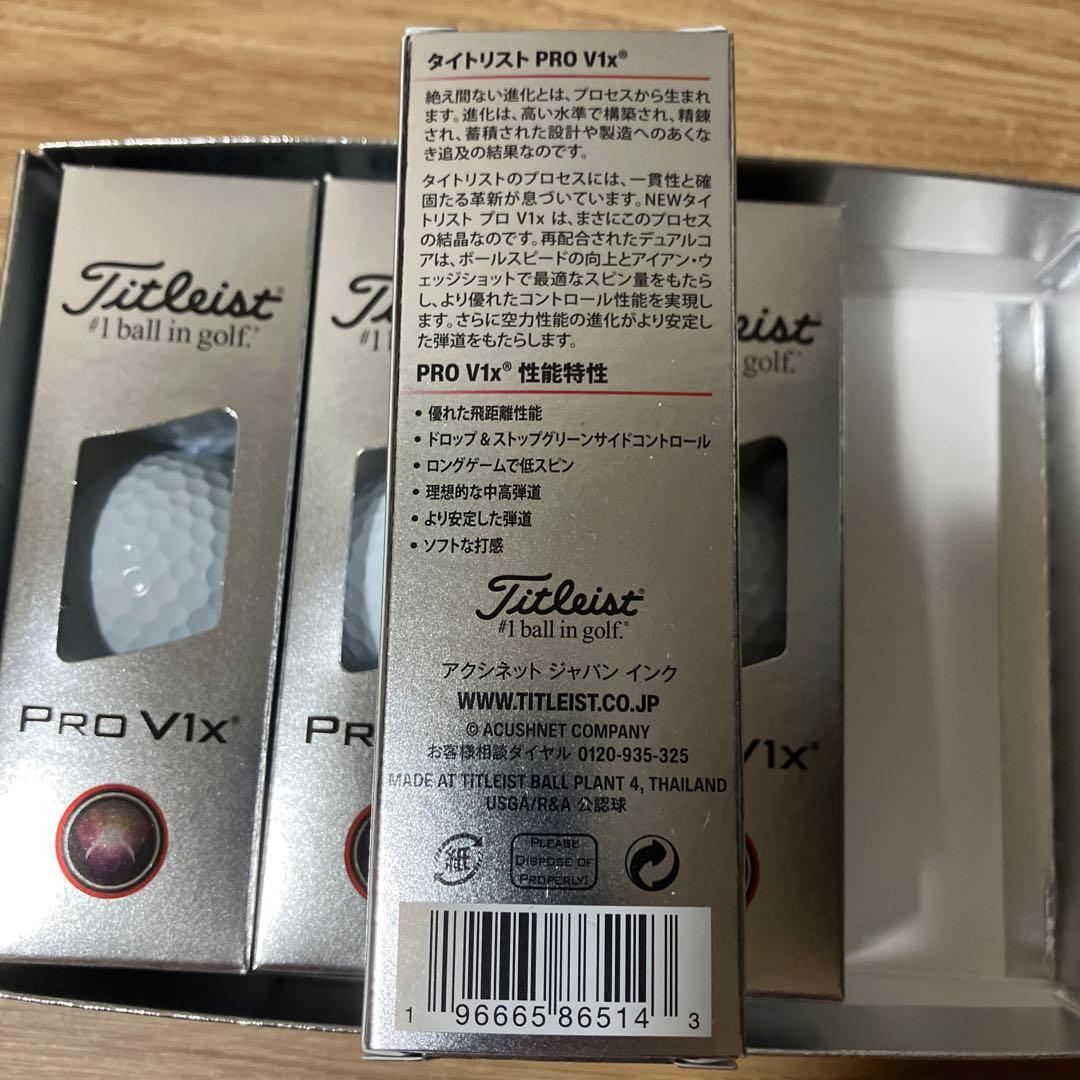 タイトリスト PRO V1x®
絶え間ない進化とは、プロセスから生まれ
ます。進化は、高い水準で構築され、精錬
され、蓄積された設計や製造へのあくな
き追及の結果なのです。
タイトリストのプロセスには、一貫性と確
固たる革新が息づいています。NEWタイ
トリスト プロ V1x は、まさにこのプロセス
の結晶なのです。再配合されたデュアルコ
アは、ボールスピードの向上とアイアン・ウ
ェッジショットで最適なスピン量をもたら
し、より優れたコントロール性能を実現し
ます。さらに空力性能の進化がより安定し
た弾道をもたらします。
PRO V1x® 性能特性
• 優れた飛距離性能
• ドロップ&ストップグリーンサイドコントロール
• ロングゲームで低スピン
• 理想的な中高弾道
• より安定した弾道
• ソフトな打感
Titleist®
#1 ball in golf.®
アクシネット ジャパン インク
WWW.TITLEIST.CO.JP
© ACUSHNET COMPANY
お客様相談ダイヤル 0120-935-325
MADE AT TITLEIST BALL PLANT 4, THAILAND
USGA/R&A 公認球
紙
PLEASE
DISPOSE OF
PROPERLY!
1 96665 86514 3
Titleist®
#1 ball in golf.®
PRO V1x®
Ti
#1
PR
leist
golf.®
V1x®